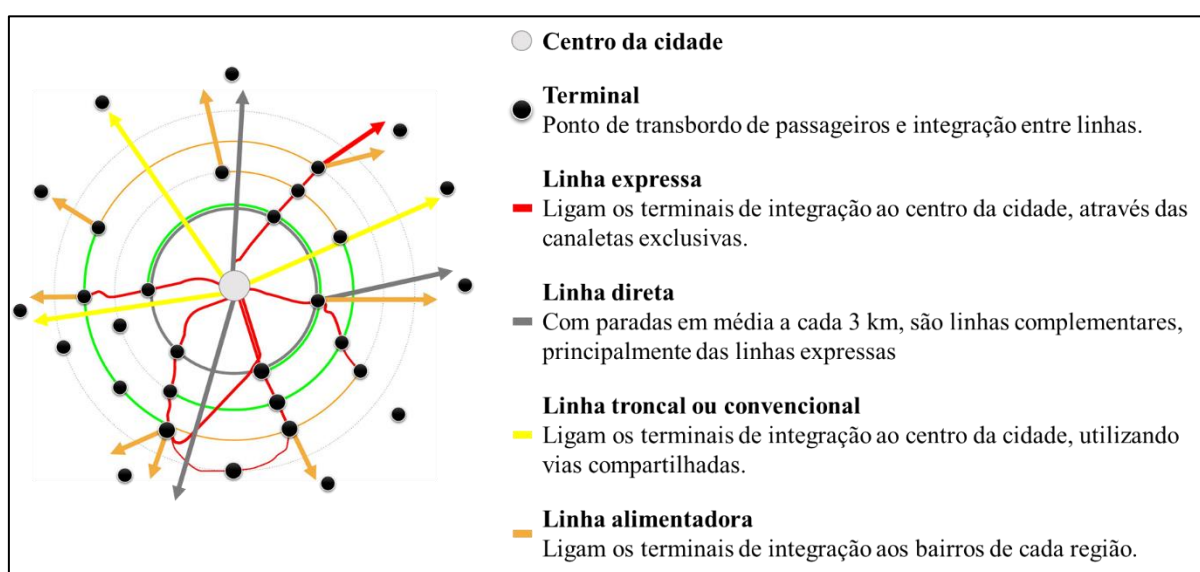 Centro da cidade
Terminal
Ponto de transbordo de passageiros e integração entre linhas.
Linha expressa
Ligam os terminais de integração ao centro da cidade, através das
canaletas exclusivas.
Linha direta
Com paradas em média a cada 3 km, são linhas complementares,
principalmente das linhas expressas
Linha troncal ou convencional
Ligam os terminais de integração ao centro da cidade, utilizando
vias compartilhadas.
Linha alimentadora
Ligam os terminais de integração aos bairros de cada região.